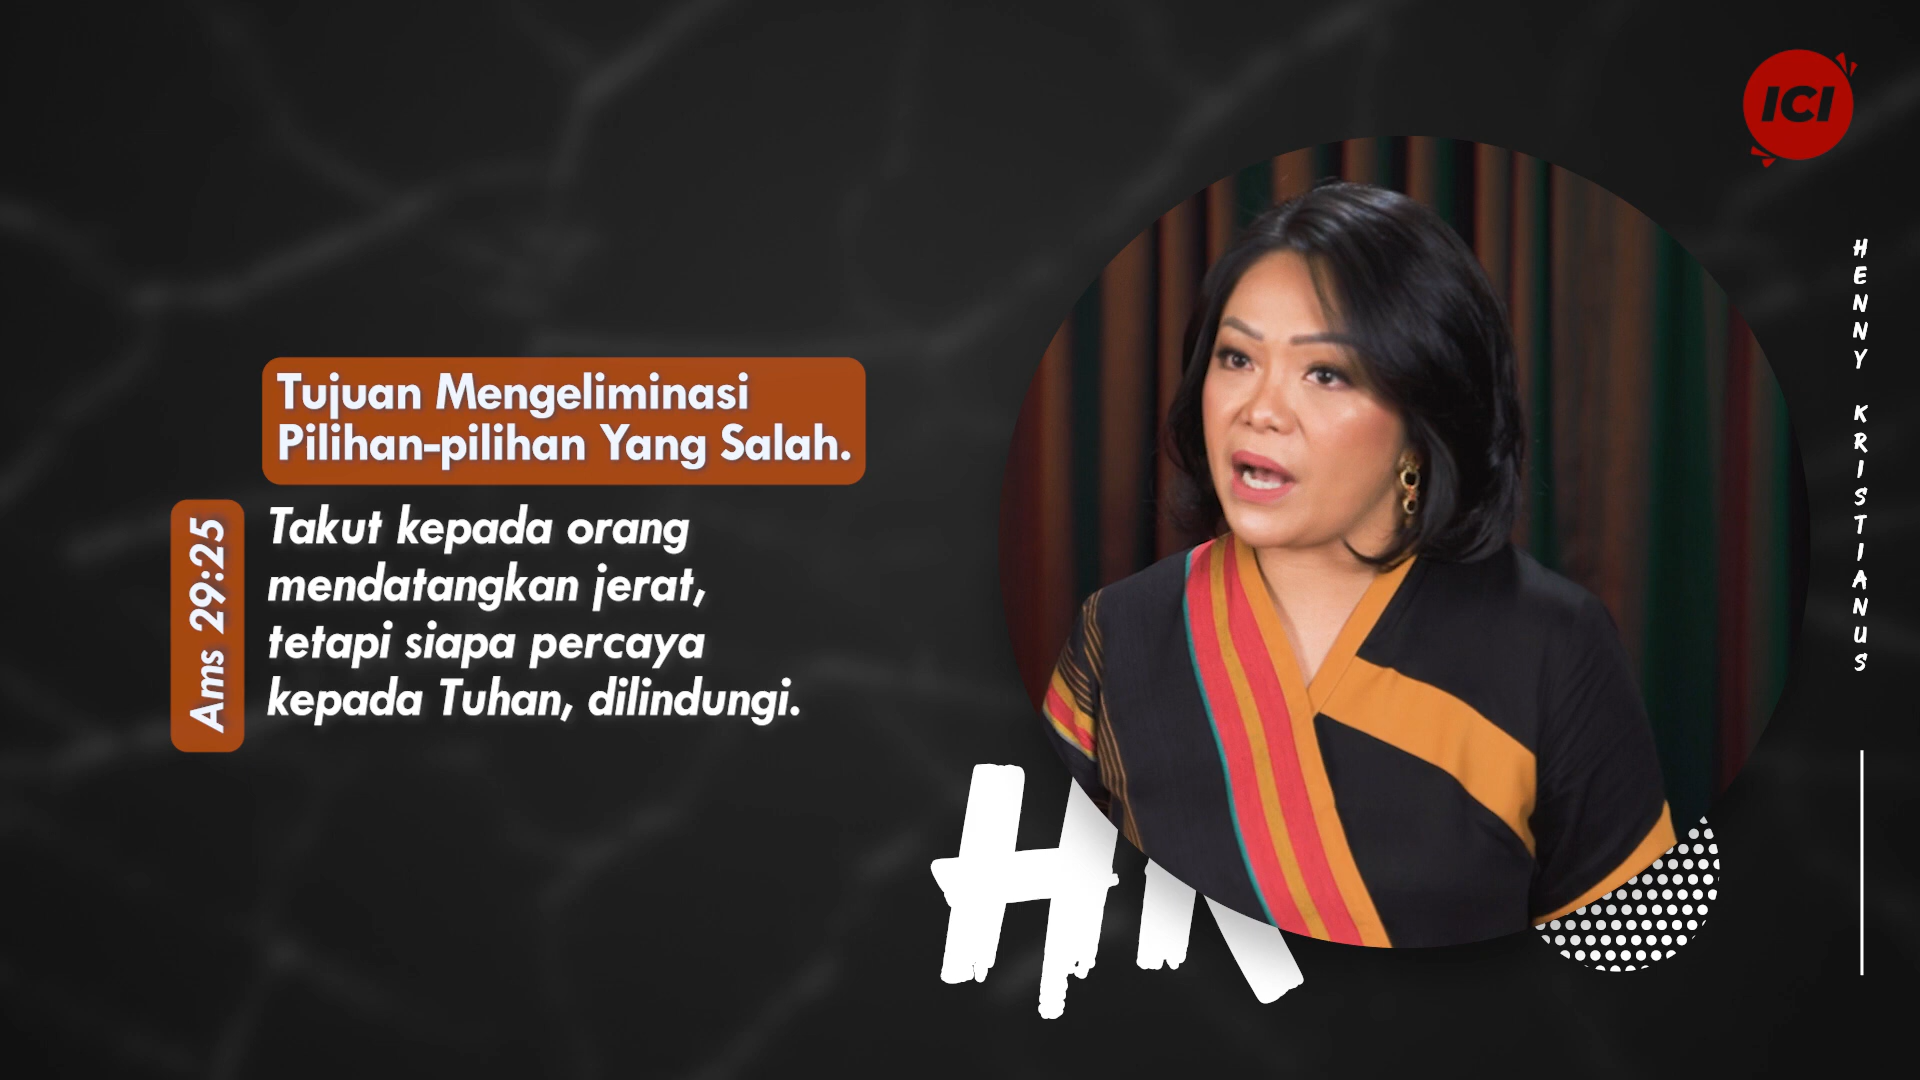 ICI
Tujuan Mengeliminasi
Pilihan-pilihan Yang Salah.
Ams 29:25
Takut kepada orang
mendatangkan jerat,
tetapi siapa percaya
kepada Tuhan, dilindungi.
HENNY KRISTIANUS
HK